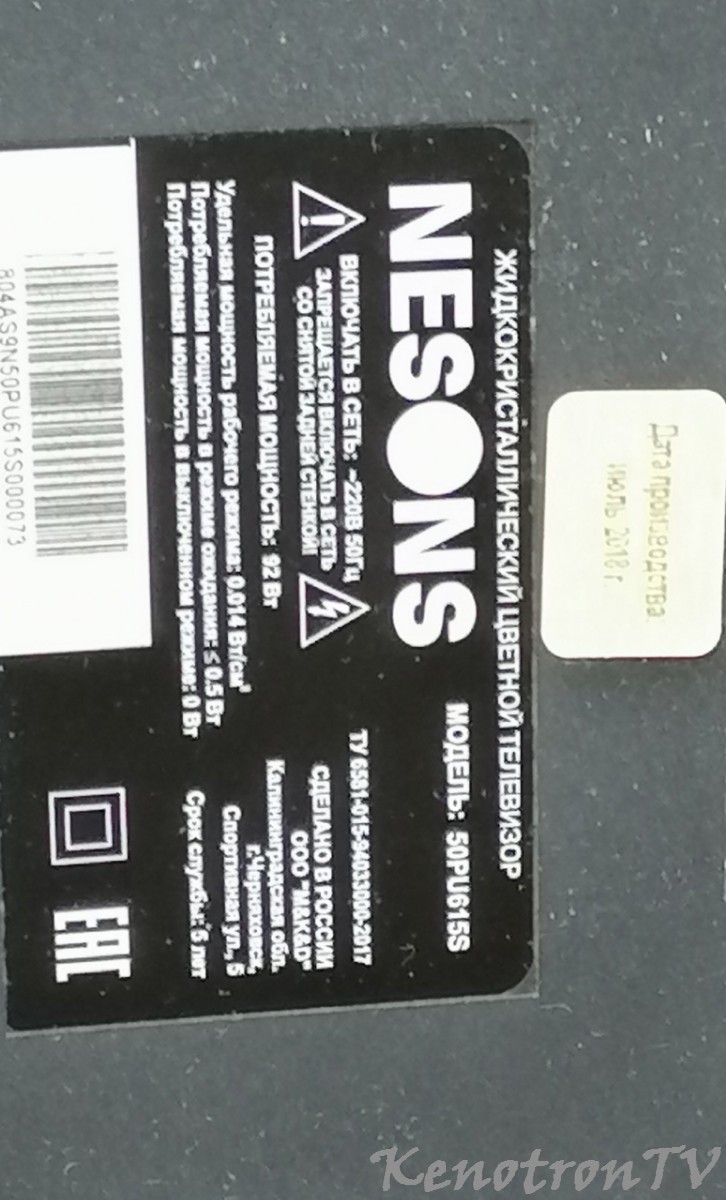 ЖИДКОКРИСТАЛЛИЧЕСКИЙ ЦВЕТНОЙ ТЕЛЕВИЗОР
NESONS
МОДЕЛЬ: 50PU615S
ВКЛЮЧАТЬ В СЕТЬ: ~220В 50Гц
ЗАПРЕЩАЕТСЯ ВКЛЮЧАТЬ В СЕТЬ
СО СНЯТОЙ ЗАДНЕЙ СТЕНКОЙ
ПОТРЕБЛЯЕМАЯ МОЩНОСТЬ: 92 Вт
Удельная мощность рабочего режима: 0.014 Вт/см²
Потребляемая мощность в режиме ожидания: ≤ 0.5 Вт
Потребляемая мощность в выключенном режиме: 0 Вт
ТУ 6581-015-94033000-2017
СДЕЛАНО В РОССИИ
ООО "M&K&D"
Калининградская обл.
г.Черняховск,
Спортивная ул., 5
Срок службы: 5 лет
EAC
804AS9N50PU615S000073
Дата производства
июль 2018 г.
KenotronTV